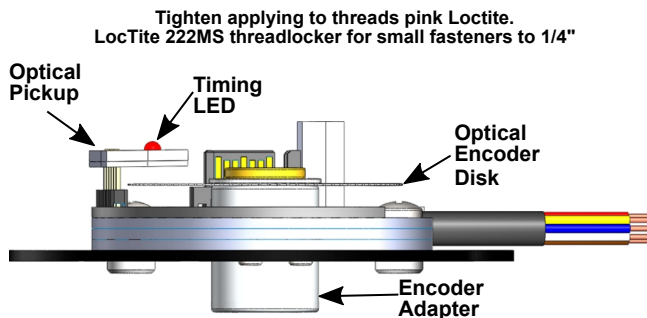 Tighten applying to threads pink Loctite.
LocTite 222MS threadlocker for small fasteners to 1/4"
Optical
Pickup
Timing
LED
Optical
Encoder
Disk
Encoder
Adapter